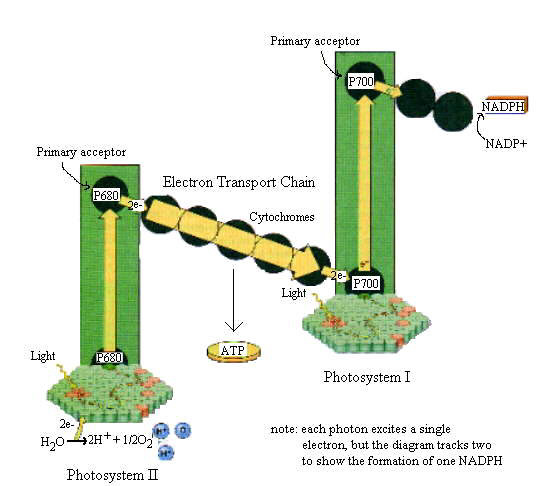 Primary acceptor
P700
e-
NADPH
NADP+
Primary acceptor
P680
2e-
Electron Transport Chain
Cytochromes
e-
2e-
P700
Light
ATP
P680
Light
Photosystem I
2e-
H2O → 2H+ + 1/2O2
H+
O
H+
Photosystem II
note: each photon excites a single
electron, but the diagram tracks two
to show the formation of one NADPH